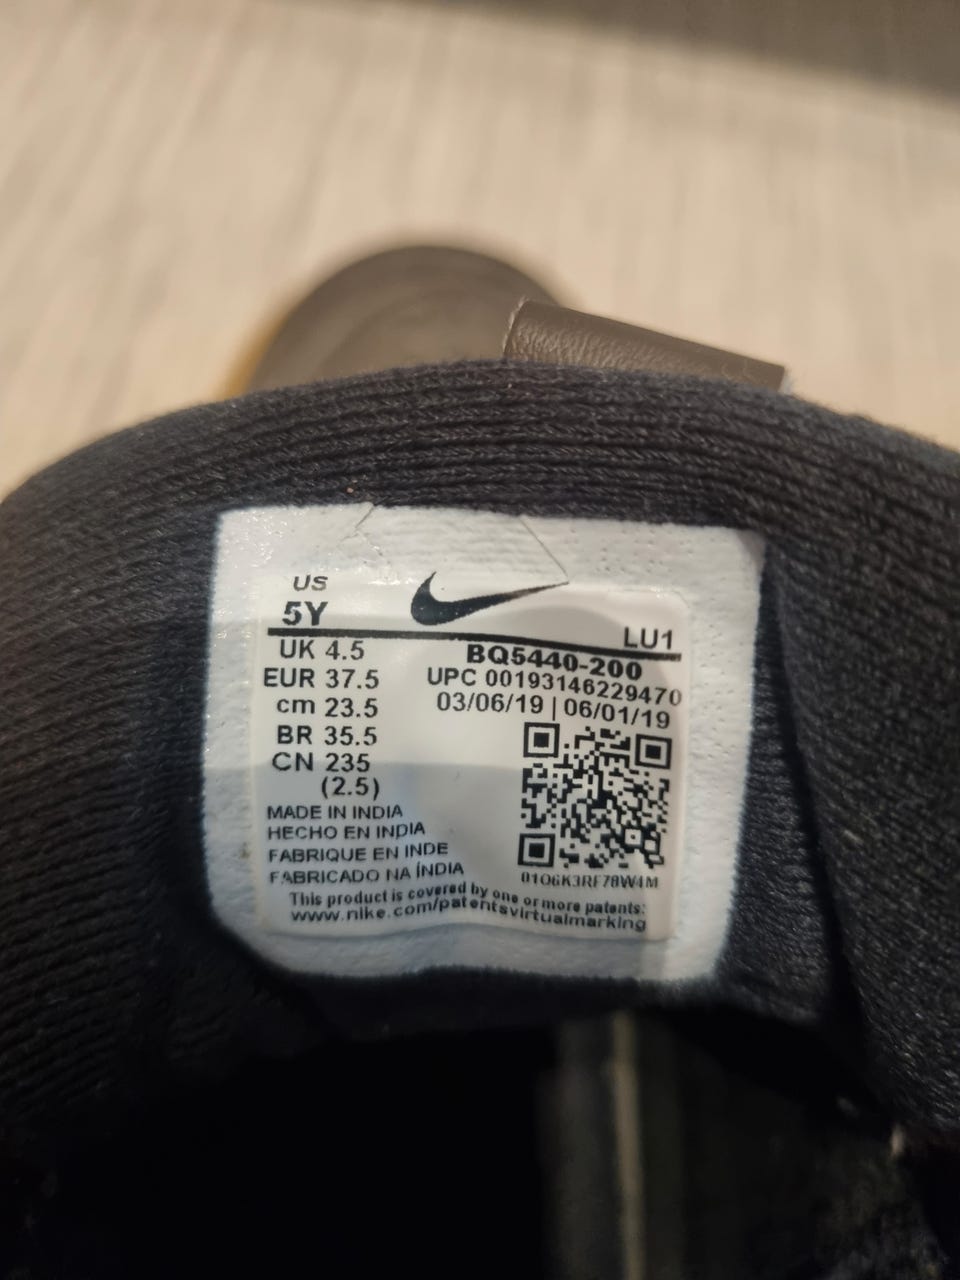 US
5Y
LU1
UK 4.5
EUR 37.5
cm 23.5
BR 35.5
CN 235
(2.5)
BQ5440-200
UPC 00193146229470
03/06/19 | 06/01/19
MADE IN INDIA
HECHO EN INDIA
FABRIQUE EN INDE
FABRICADO NA ÍNDIA
01O6K3RF78W4M
This product is covered by one or more patents:
www.nike.com/patentsvirtualmarking